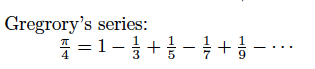 Gregrory's series:
π/4 = 1 − 1/3 + 1/5 − 1/7 + 1/9 − ⋯